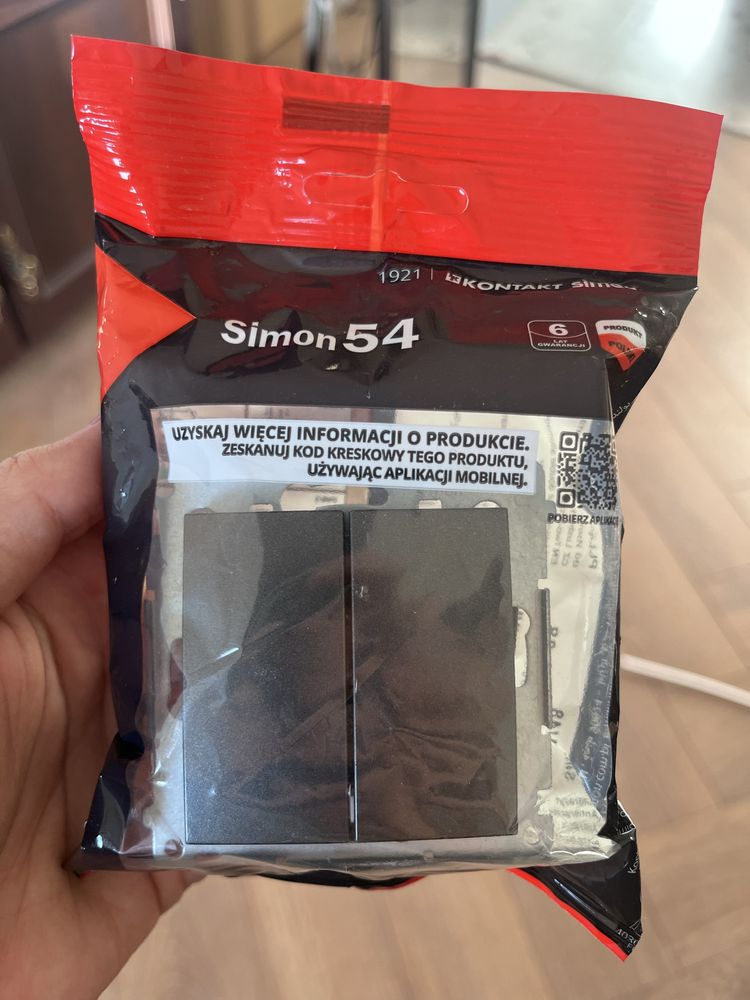 1921 | KONTAKT simon
Simon 54
6
LAT
GWARANCJI
PRODUKT
UZYSKAJ WIĘCEJ INFORMACJI O PRODUKCIE.
ZESKANUJ KOD KRESKOWY TEGO PRODUKTU,
UŻYWAJĄC APLIKACJI MOBILNEJ.
POBIERZ APLIKACJĘ